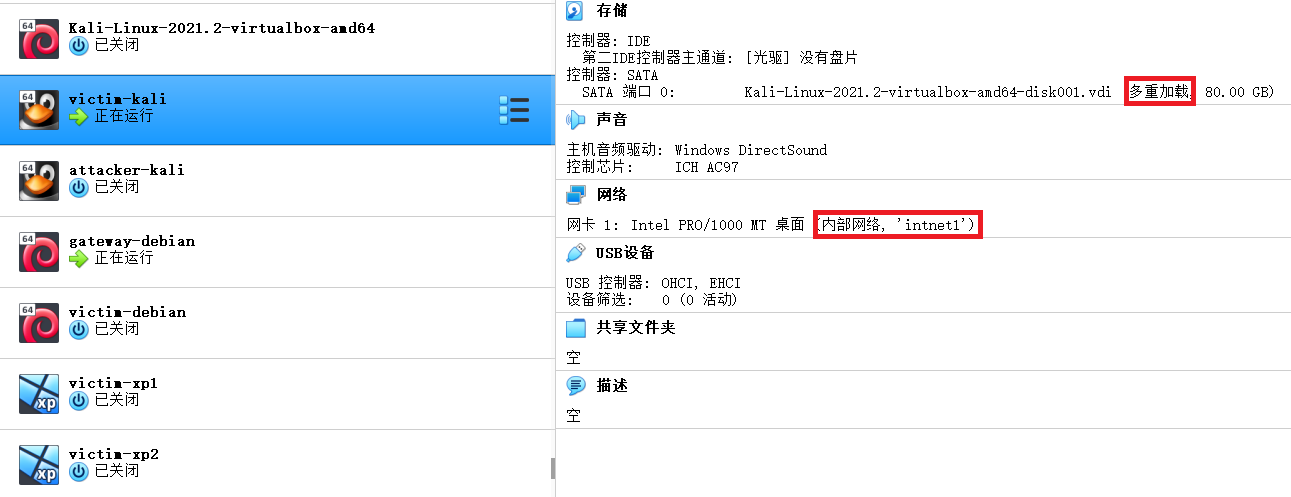 64
Kali-Linux-2021.2-virtualbox-amd64
已关闭
64
victim-kali
正在运行
64
attacker-kali
已关闭
64
gateway-debian
正在运行
64
victim-debian
已关闭
xp
victim-xp1
已关闭
xp
victim-xp2
已关闭
存储
控制器: IDE
第二IDE控制器主通道: [光驱] 没有盘片
控制器: SATA
SATA 端口 0: Kali-Linux-2021.2-virtualbox-amd64-disk001.vdi 多重加载, 80.00 GB)
声音
主机音频驱动: Windows DirectSound
控制芯片: ICH AC97
网络
网卡 1: Intel PRO/1000 MT 桌面 (内部网络, 'intnet1')
USB设备
USB 控制器: OHCI, EHCI
设备筛选: 0 (0 活动)
共享文件夹
空
描述
空